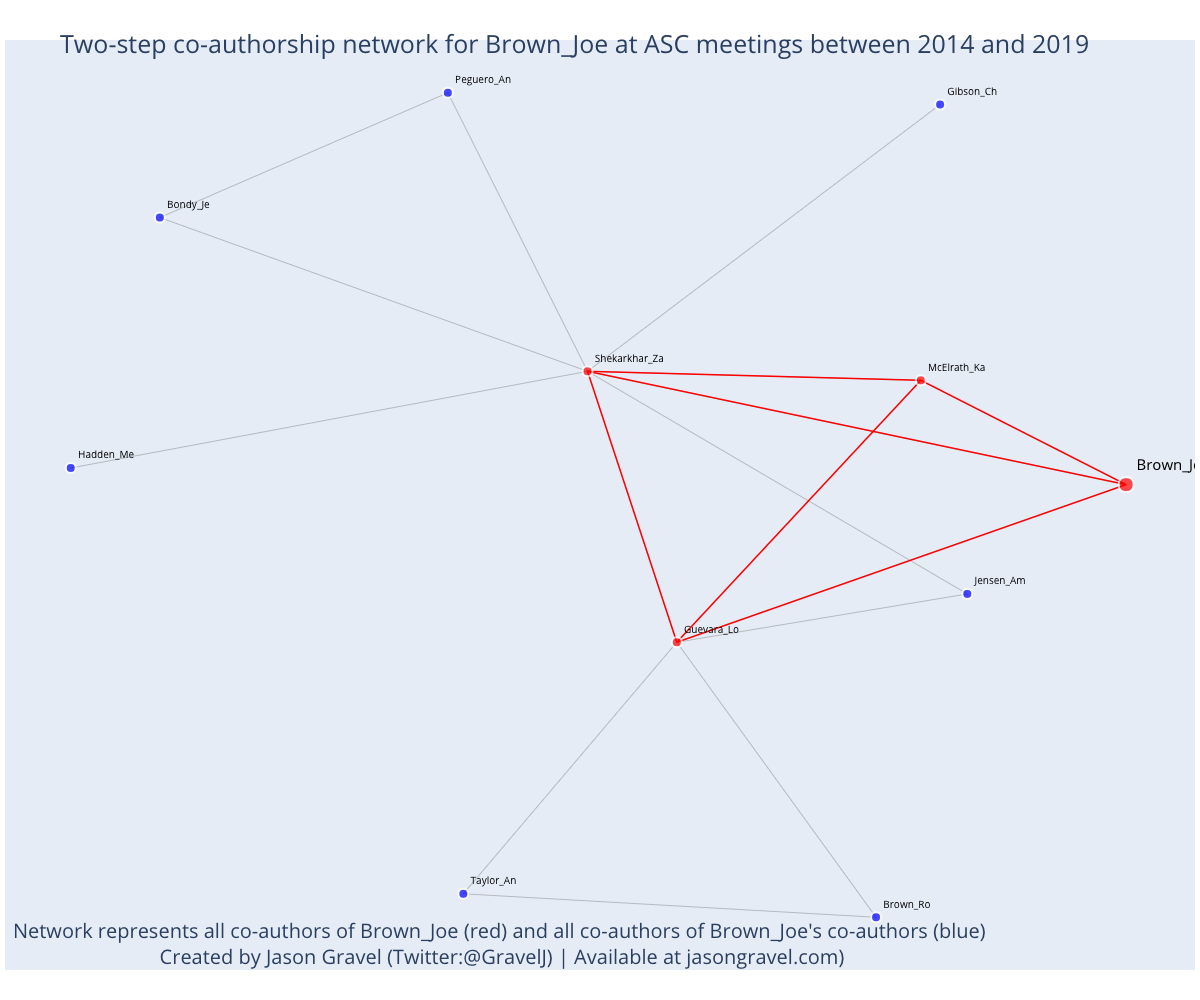 Two-step co-authorship network for Brown_Joe at ASC meetings between 2014 and 2019
Peguero_An
Gibson_Ch
Bondy_Je
Shekarkhar_Za
McElrath_Ka
Hadden_Me
Brown_Jo
Jensen_Am
Guevara_Lo
Taylor_An
Brown_Ro
Network represents all co-authors of Brown_Joe (red) and all co-authors of Brown_Joe's co-authors (blue)
Created by Jason Gravel (Twitter:@GravelJ) | Available at jasongravel.com)